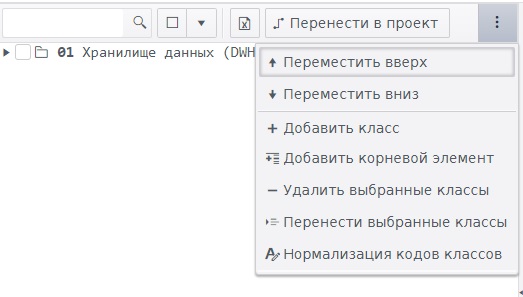 Перенести в проект
01 Хранилище данных (DWH
Переместить вверх
Переместить вниз
Добавить класс
Добавить корневой элемент
Удалить выбранные классы
Перенести выбранные классы
Нормализация кодов классов